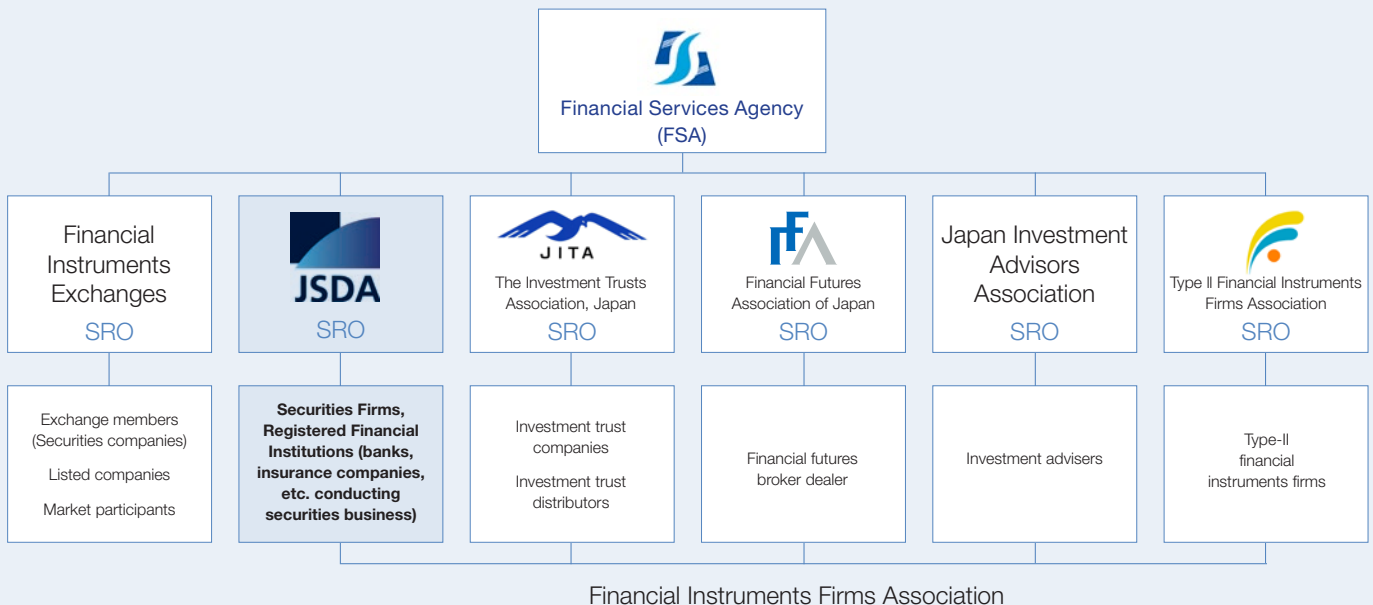 Financial Services Agency
(FSA)
Financial
Instruments
Exchanges
SRO
JSDA
SRO
JITA
The Investment Trusts
Association, Japan
SRO
FFA
Financial Futures
Association of Japan
SRO
Japan Investment
Advisors
Association
SRO
Type II Financial Instruments
Firms Association
SRO
Exchange members
(Securities companies)
Listed companies
Market participants
Securities Firms,
Registered Financial
Institutions (banks,
insurance companies,
etc. conducting
securities business)
Investment trust
companies
Investment trust
distributors
Financial futures
broker dealer
Investment advisers
Type-II
financial
instruments firms
Financial Instruments Firms Association